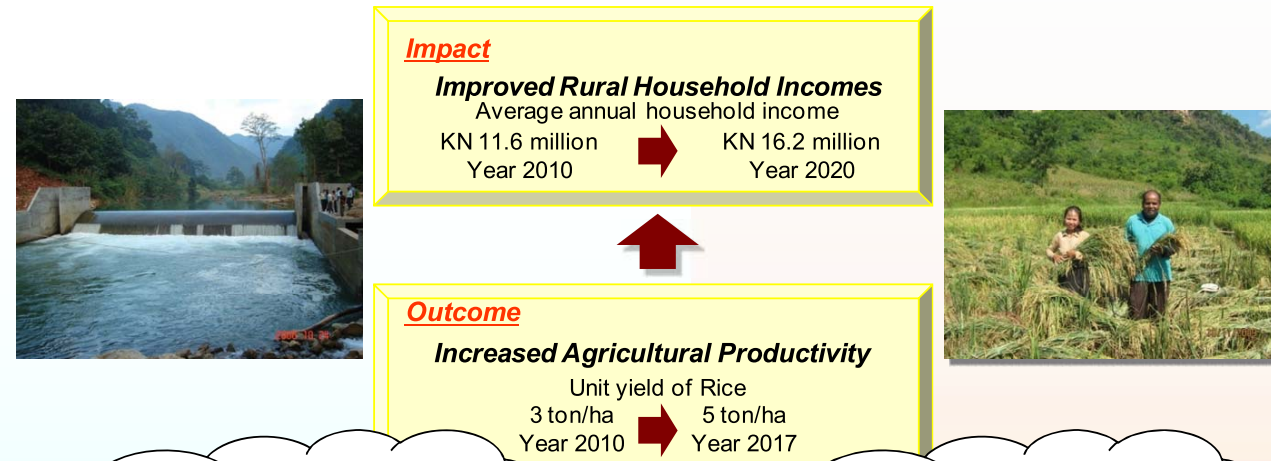 Impact
Improved Rural Household Incomes
Average annual household income
KN 11.6 million
KN 16.2 million
Year 2010
Year 2020
Outcome
Increased Agricultural Productivity
Unit yield of Rice
3 ton/ha
5 ton/ha
Year 2010
Year 2017